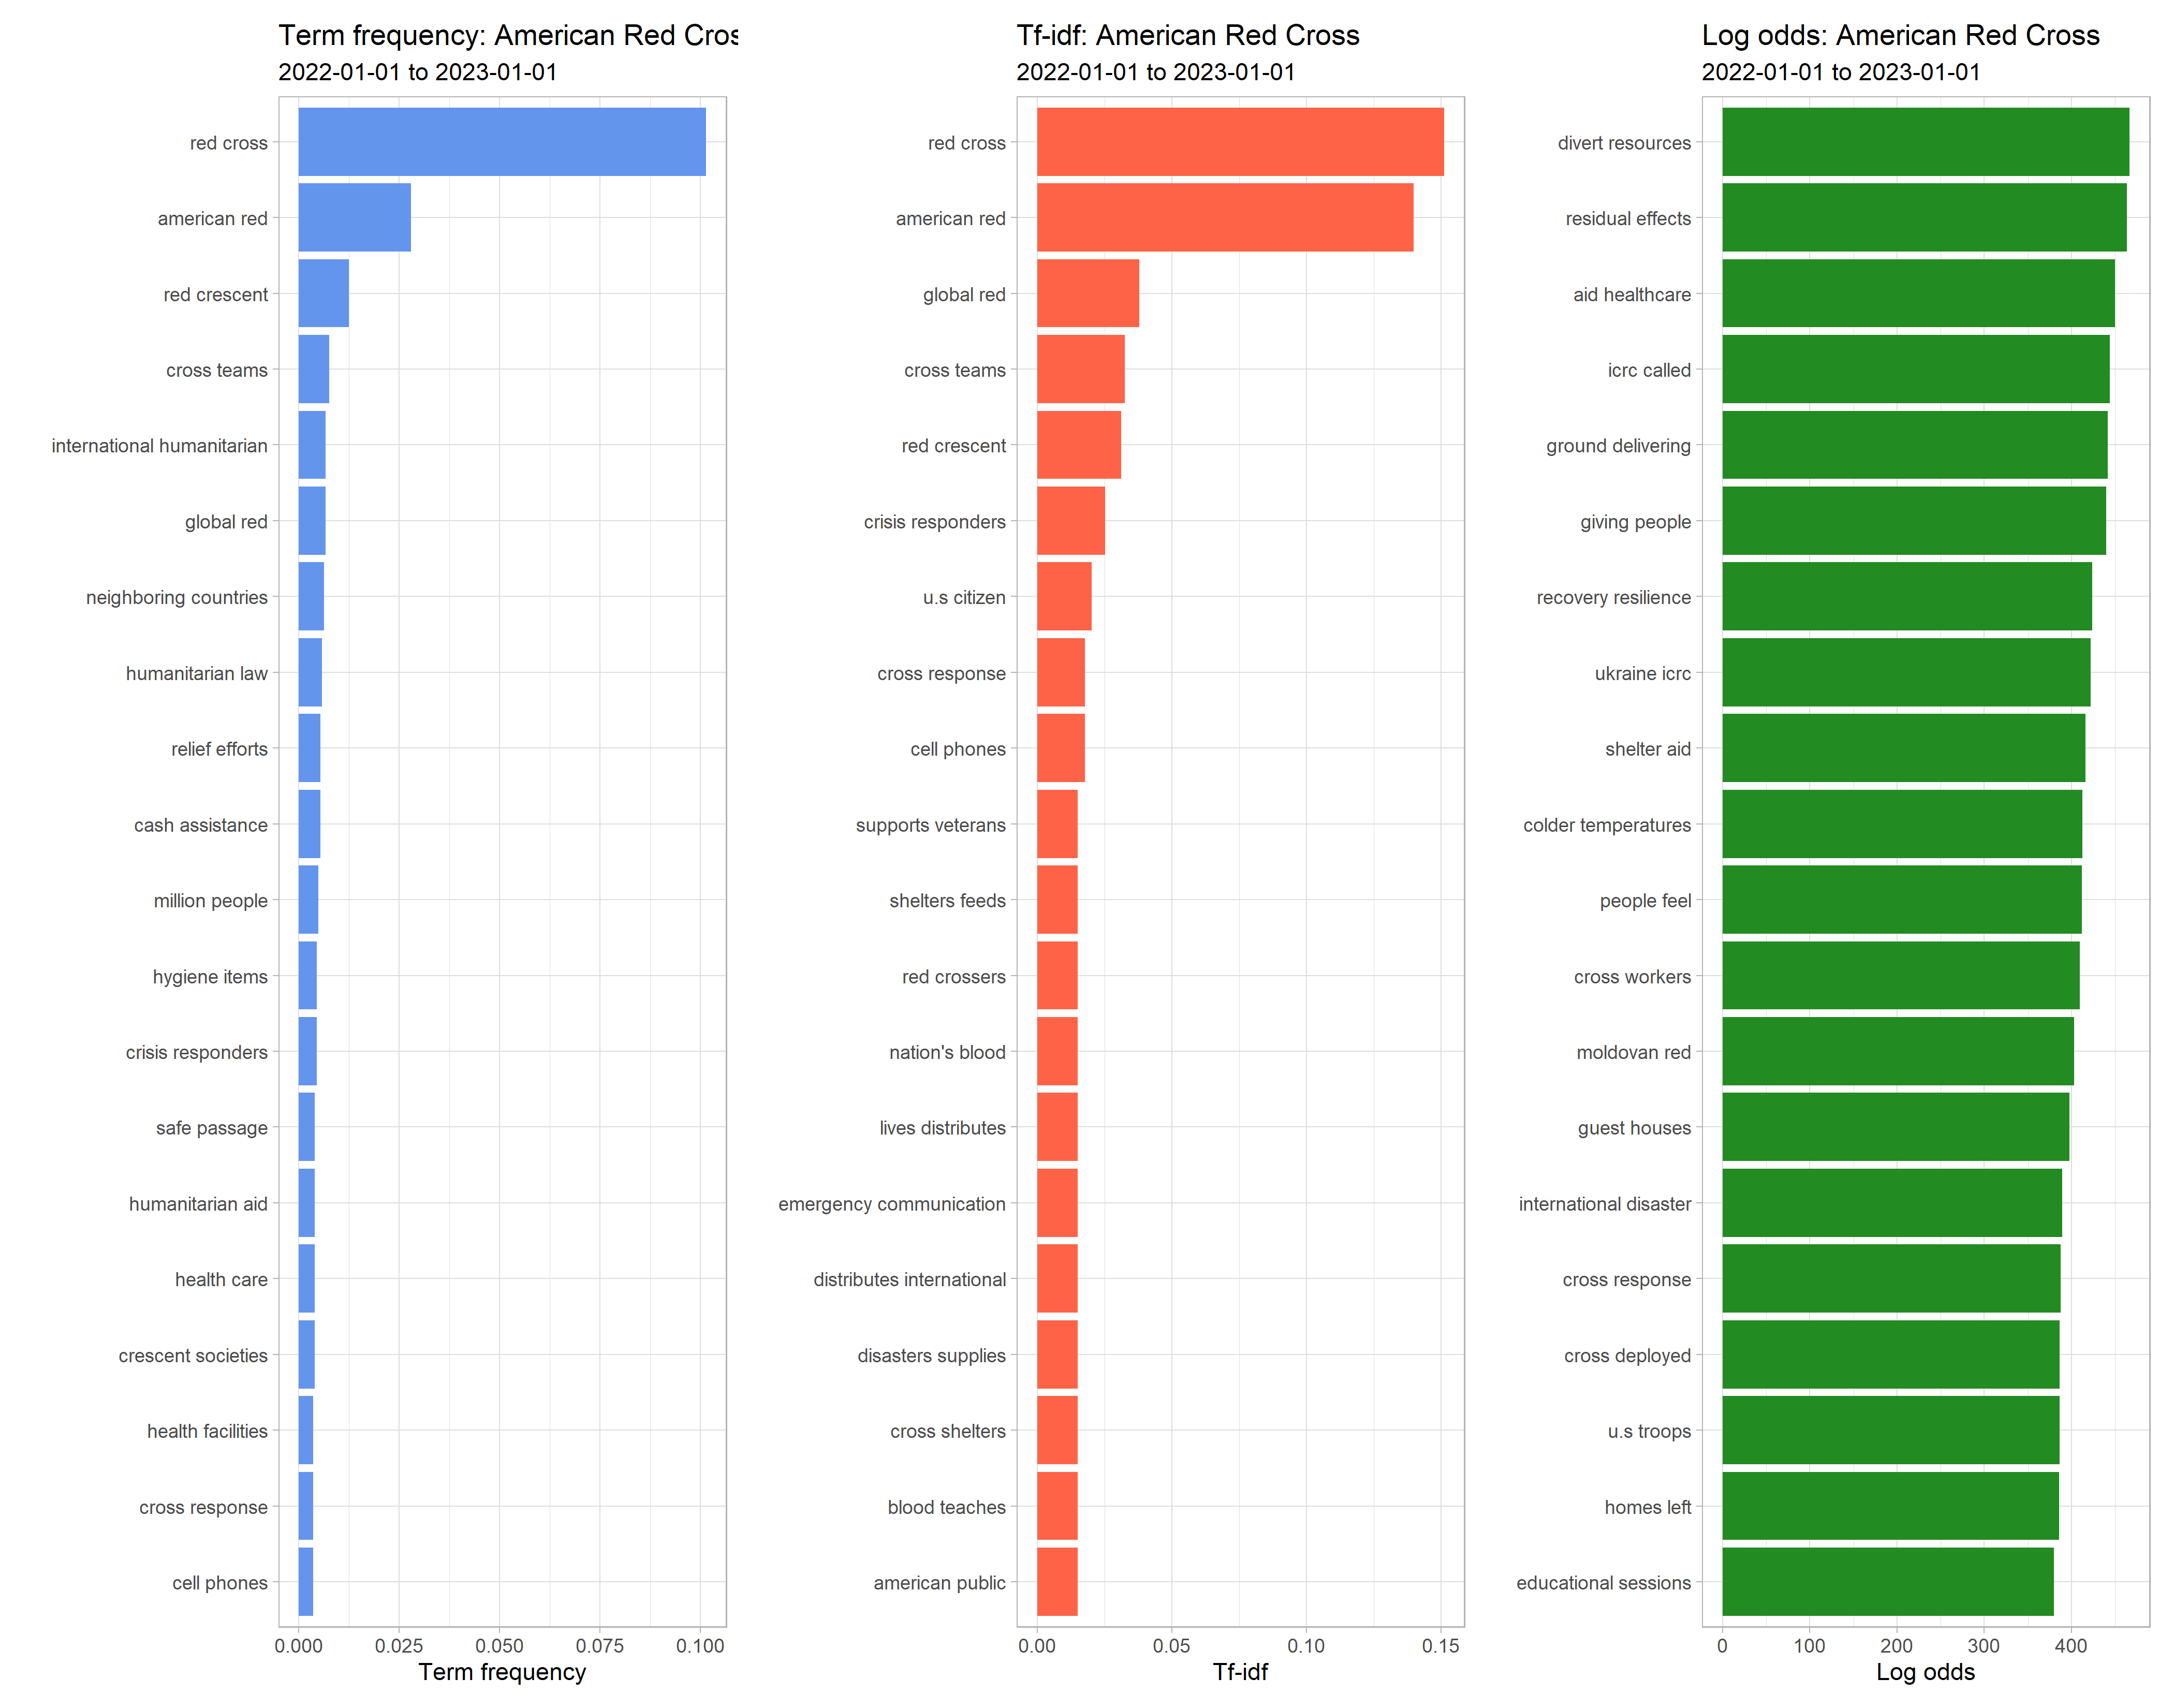 Term frequency: American Red Cros
2022-01-01 to 2023-01-01
red cross
american red
red crescent
cross teams
international humanitarian
global red
neighboring countries
humanitarian law
relief efforts
cash assistance
million people
hygiene items
crisis responders
safe passage
humanitarian aid
health care
crescent societies
health facilities
cross response
cell phones
0.000 0.025 0.050 0.075 0.100
Term frequency
Tf-idf: American Red Cross
2022-01-01 to 2023-01-01
red cross
american red
global red
cross teams
red crescent
crisis responders
u.s citizen
cross response
cell phones
supports veterans
shelters feeds
red crossers
nation's blood
lives distributes
emergency communication
distributes international
disasters supplies
cross shelters
blood teaches
american public
0.00 0.05 0.10 0.15
Tf-idf
Log odds: American Red Cross
2022-01-01 to 2023-01-01
divert resources
residual effects
aid healthcare
icrc called
ground delivering
giving people
recovery resilience
ukraine icrc
shelter aid
colder temperatures
people feel
cross workers
moldovan red
guest houses
international disaster
cross response
cross deployed
u.s troops
homes left
educational sessions
0 100 200 300 400
Log odds